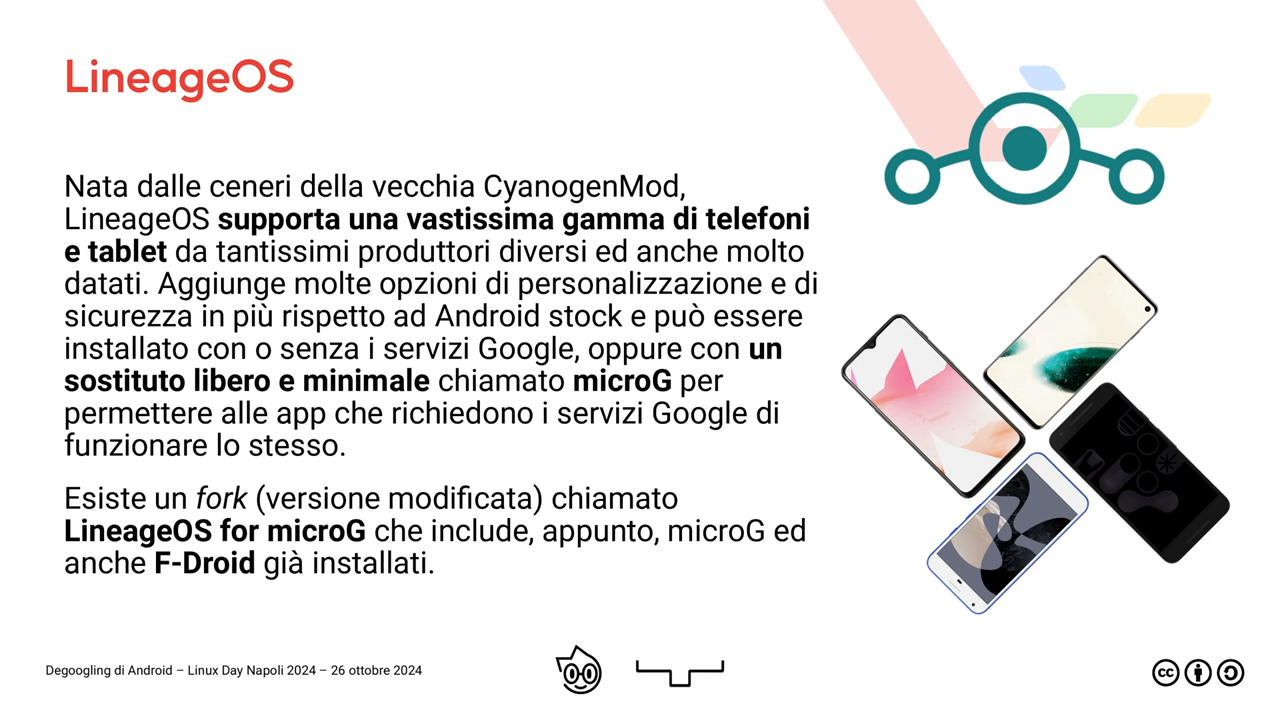 LineageOS
Nata dalle ceneri della vecchia CyanogenMod,
LineageOS supporta una vastissima gamma di telefoni
e tablet da tantissimi produttori diversi ed anche molto
datati. Aggiunge molte opzioni di personalizzazione e di
sicurezza in più rispetto ad Android stock e può essere
installato con o senza i servizi Google, oppure con un
sostituto libero e minimale chiamato microG per
permettere alle app che richiedono i servizi Google di
funzionare lo stesso.
Esiste un fork (versione modificata) chiamato
LineageOS for microG che include, appunto, microG ed
anche F-Droid già installati.
Degoogling di Android – Linux Day Napoli 2024 – 26 ottobre 2024
cc